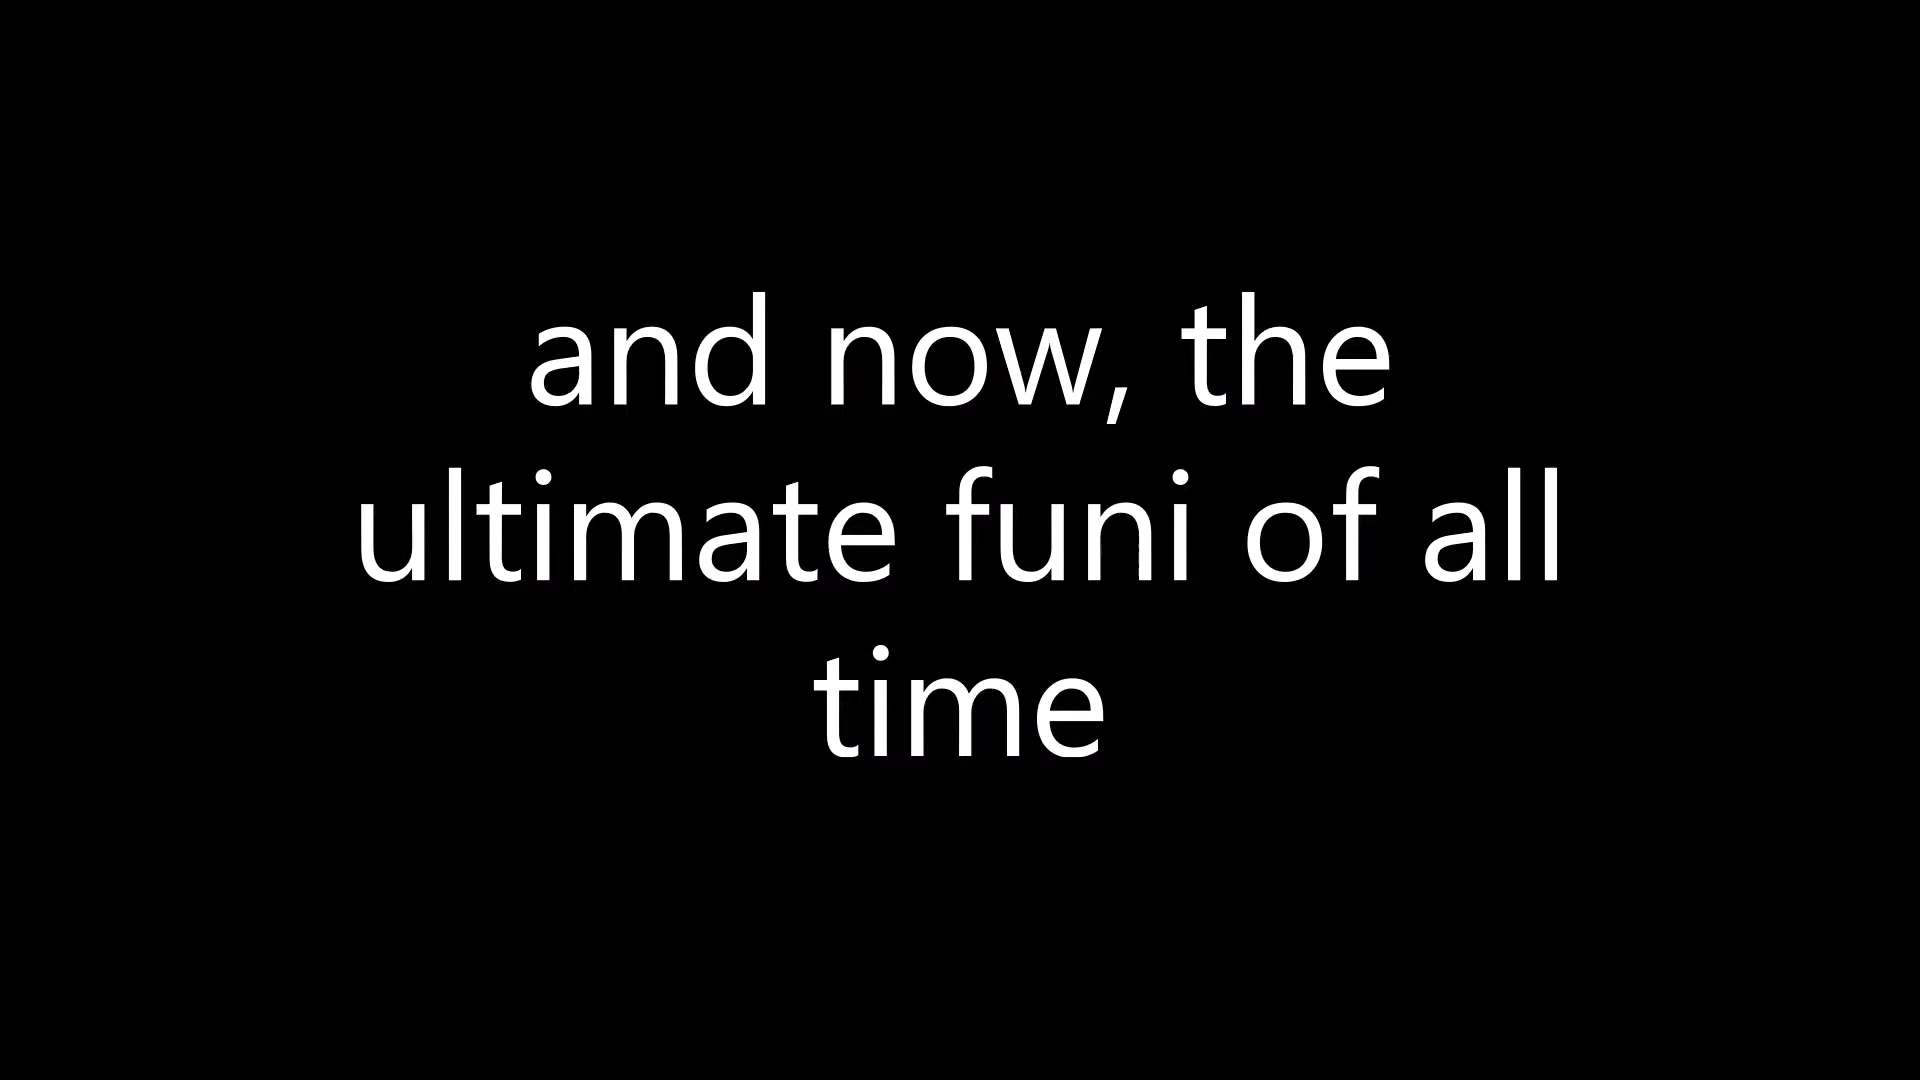 and now, the
ultimate funi of all
time